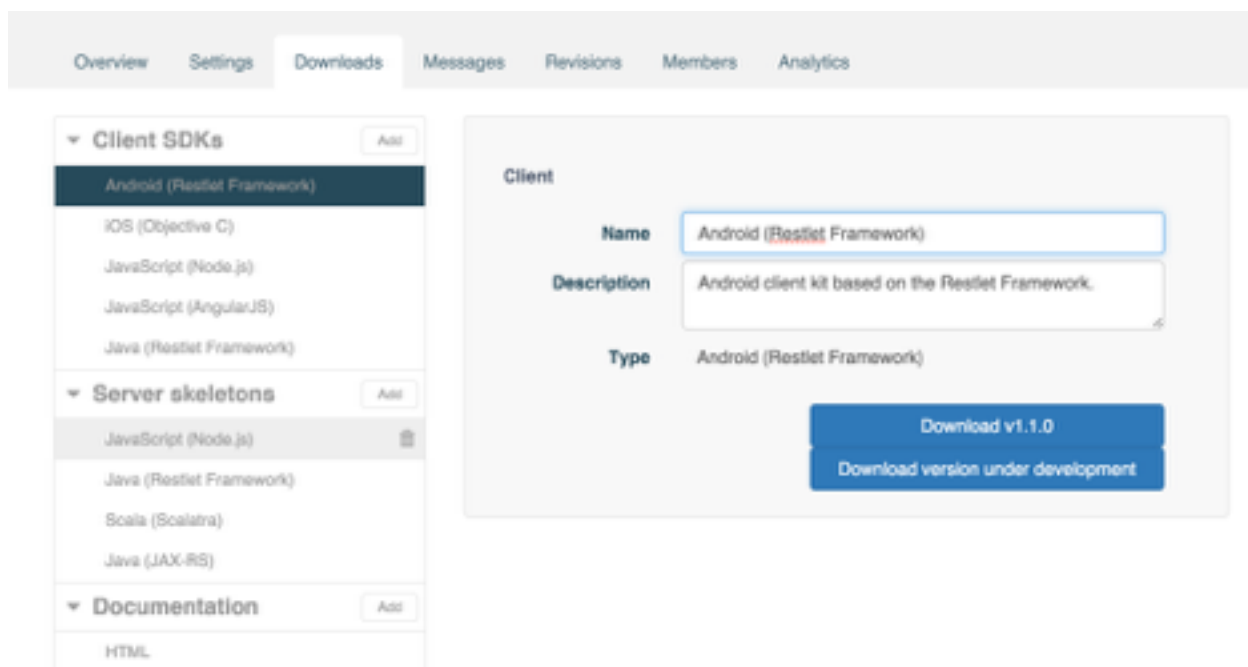 Overview Settings Downloads Messages Revisions Members Analytics
Client SDKs Add
Android (Restlet Framework)
iOS (Objective C)
JavaScript (Node.js)
JavaScript (AngularJS)
Java (Restlet Framework)
Server skeletons Add
JavaScript (Node.js)
Java (Restlet Framework)
Scala (Scalatra)
Java (JAX-RS)
Documentation Add
HTML
Client
Name Android (Restlet Framework)
Description Android client kit based on the Restlet Framework.
Type Android (Restlet Framework)
Download v1.1.0
Download version under development